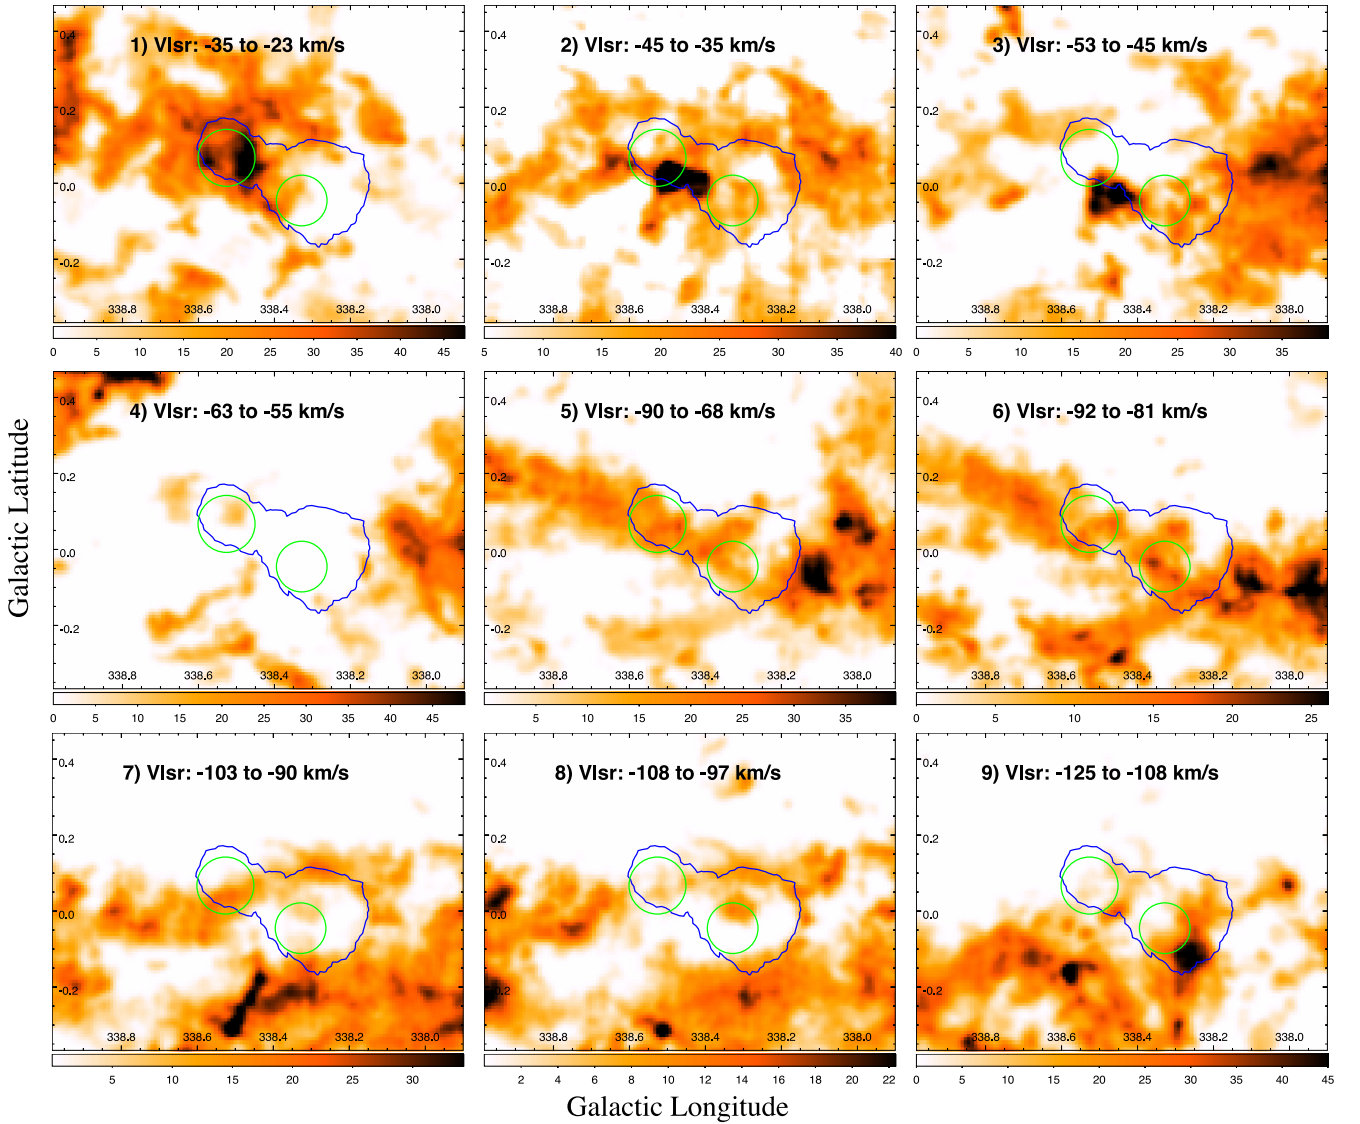 1) Vlsr: -35 to -23 km/s
2) Vlsr: -45 to -35 km/s
3) Vlsr: -53 to -45 km/s
0.4 0.2 0.0 -0.2
338.8 338.6 338.4 338.2 338.0
0.4 0.2 0.0 -0.2
338.8 338.6 338.4 338.2 338.0
0.4 0.2 0.0 -0.2
338.8 338.6 338.4 338.2 338.0
0 5 10 15 20 25 30 35 40 45
5 10 15 20 25 30 35 40
0 5 10 15 20 25 30 35
4) Vlsr: -63 to -55 km/s
5) Vlsr: -90 to -68 km/s
6) Vlsr: -92 to -81 km/s
0.4 0.2 0.0 -0.2
338.8 338.6 338.4 338.2 338.0
0.4 0.2 0.0 -0.2
338.8 338.6 338.4 338.2 338.0
0.4 0.2 0.0 -0.2
338.8 338.6 338.4 338.2 338.0
0 5 10 15 20 25 30 35 40 45
5 10 15 20 25 30 35
0 5 10 15 20 25
7) Vlsr: -103 to -90 km/s
8) Vlsr: -108 to -97 km/s
9) Vlsr: -125 to -108 km/s
0.4 0.2 0.0 -0.2
338.8 338.6 338.4 338.2 338.0
0.4 0.2 0.0 -0.2
338.8 338.6 338.4 338.2 338.0
0.4 0.2 0.0 -0.2
338.8 338.6 338.4 338.2 338.0
5 10 15 20 25 30
2 4 6 8 10 12 14 16 18 20 22
0 5 10 15 20 25 30 35 40 45
Galactic Latitude
Galactic Longitude